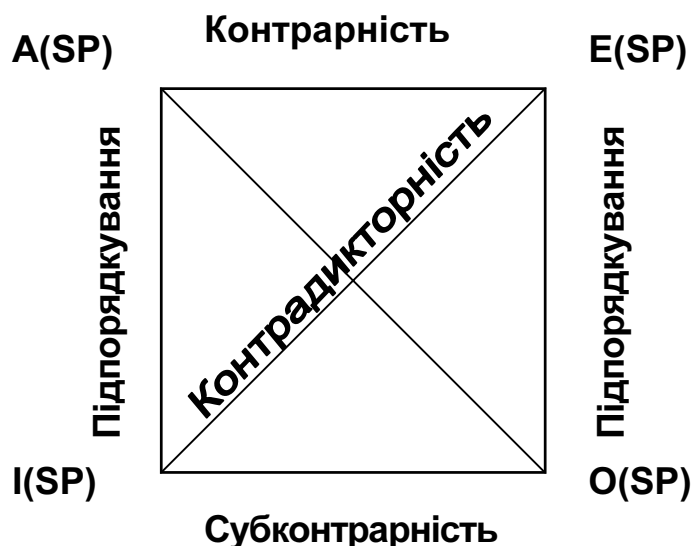 Контрарність
A(SP)
E(SP)
Підпорядкування
Контрадикторність
Підпорядкування
I(SP)
O(SP)
Субконтрарність